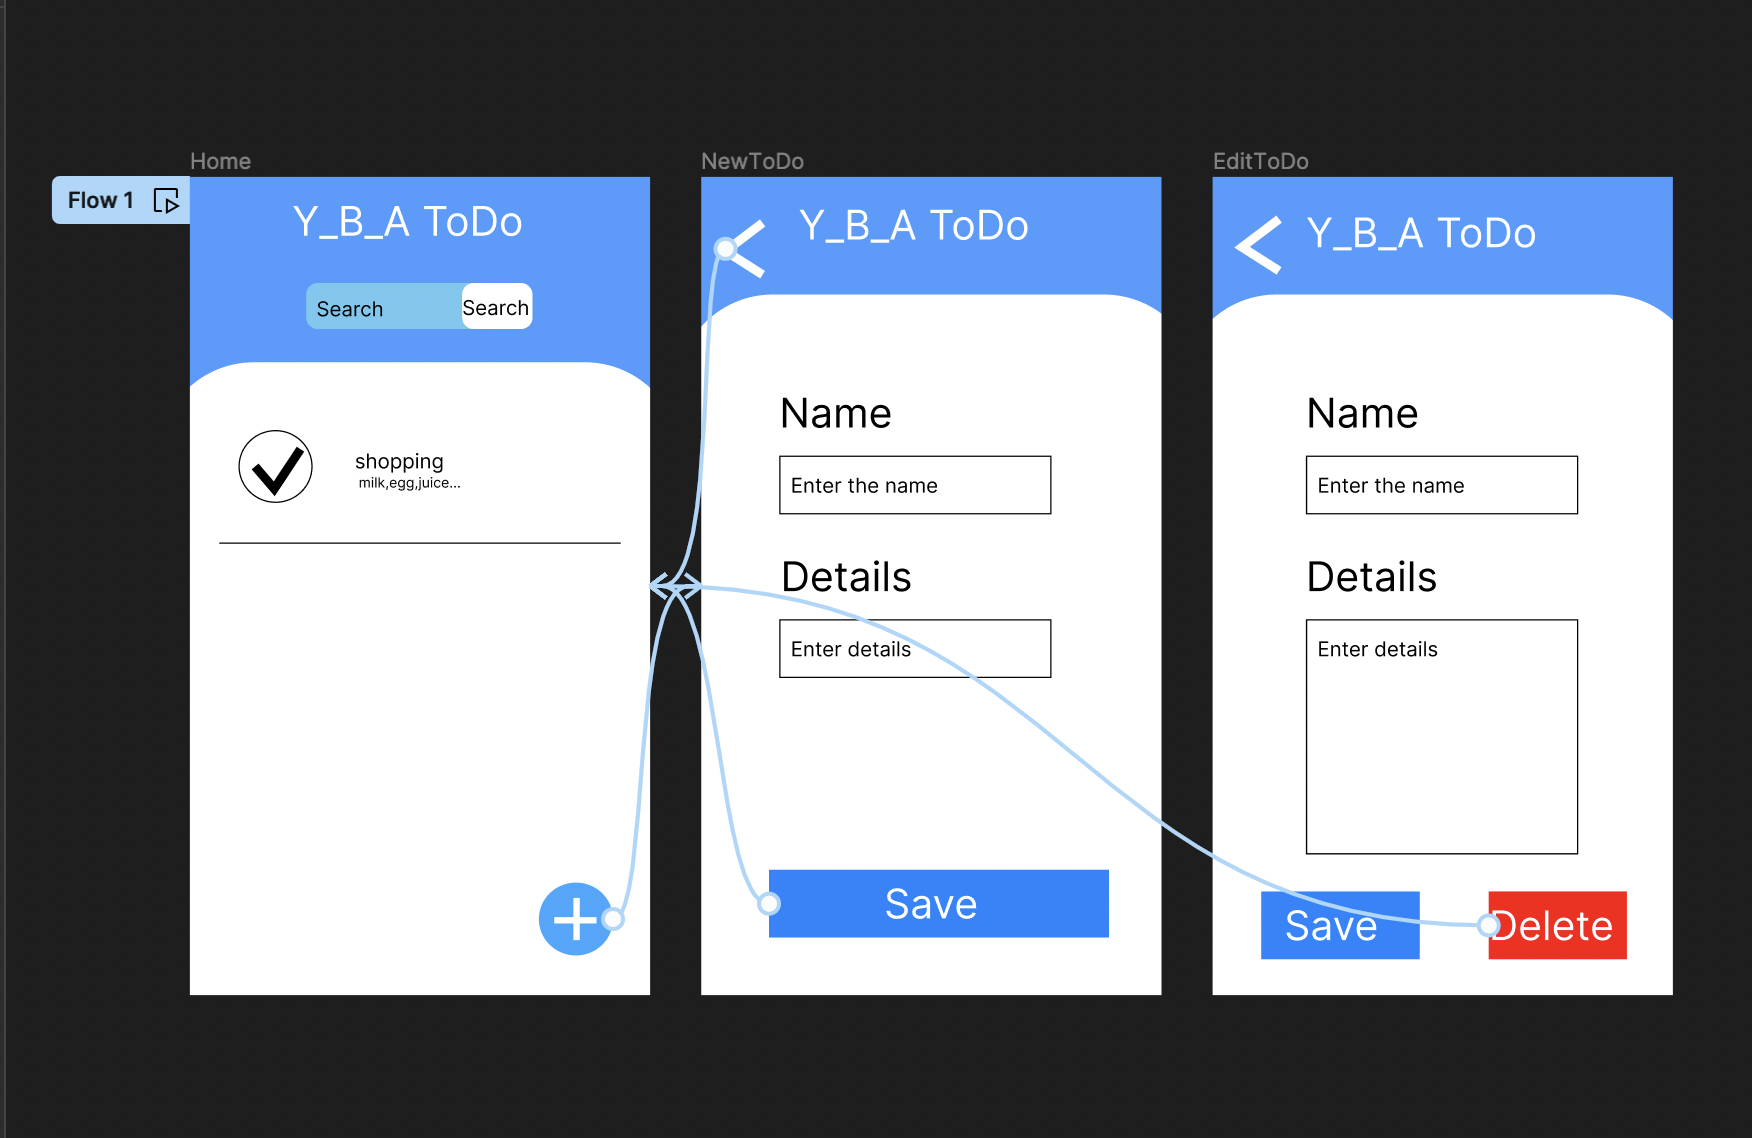 Home
Flow 1
Y_B_A ToDo
Search
Search
shopping
milk,egg,juice...
NewToDo
Y_B_A ToDo
Name
Enter the name
Details
Enter details
Save
EditToDo
Y_B_A ToDo
Name
Enter the name
Details
Enter details
Save
Delete